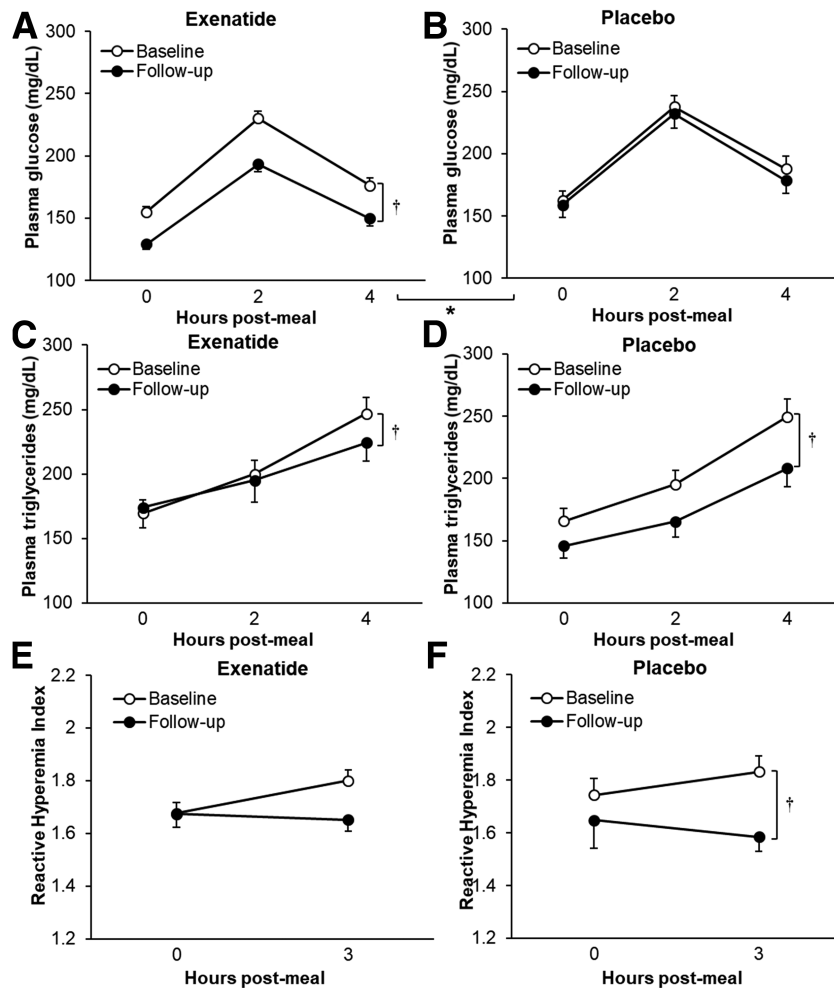 A
Exenatide
Plasma glucose (mg/dL)
300
250
200
150
100
Baseline
Follow-up
†
0
2
4
Hours post-meal
B
Placebo
Plasma glucose (mg/dL)
300
250
200
150
100
Baseline
Follow-up
0
2
4
Hours post-meal
*
C
Exenatide
Plasma triglycerides (mg/dL)
300
250
200
150
100
Baseline
Follow-up
†
0
2
4
Hours post-meal
D
Placebo
Plasma triglycerides (mg/dL)
300
250
200
150
100
Baseline
Follow-up
†
0
2
4
Hours post-meal
E
Exenatide
Reactive Hyperemia Index
2.2
2
1.8
1.6
1.4
1.2
Baseline
Follow-up
0
3
Hours post-meal
F
Placebo
Reactive Hyperemia Index
2.2
2
1.8
1.6
1.4
1.2
Baseline
Follow-up
†
0
3
Hours post-meal